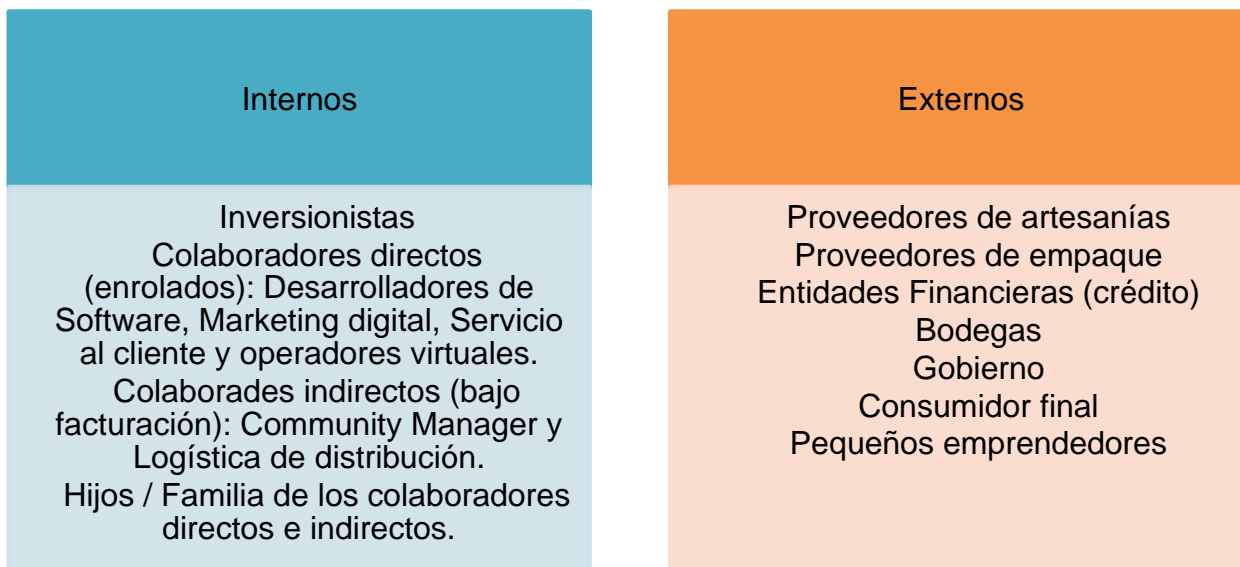 Internos
Inversionistas
Colaboradores directos
(enrolados): Desarrolladores de
Software, Marketing digital, Servicio
al cliente y operadores virtuales.
Colaborades indirectos (bajo
facturación): Community Manager y
Logística de distribución.
Hijos / Familia de los colaboradores
directos e indirectos.
Externos
Proveedores de artesanías
Proveedores de empaque
Entidades Financieras (crédito)
Bodegas
Gobierno
Consumidor final
Pequeños emprendedores